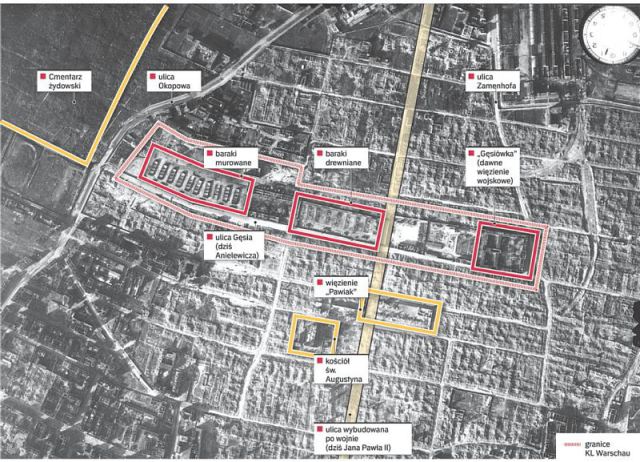 Cmentarz
żydowski
ulica
Okopowa
ulica
Zamenhofa
baraki
murowane
baraki
drewniane
„Gęsiówka”
(dawne
więzienie
wojskowe)
ulica Gęsia
(dziś
Anielewicza)
więzienie
„Pawiak”
kościół
św.
Augustyna
ulica wybudowana
po wojnie
(dziś Jana Pawła II)
granice
KL Warschau